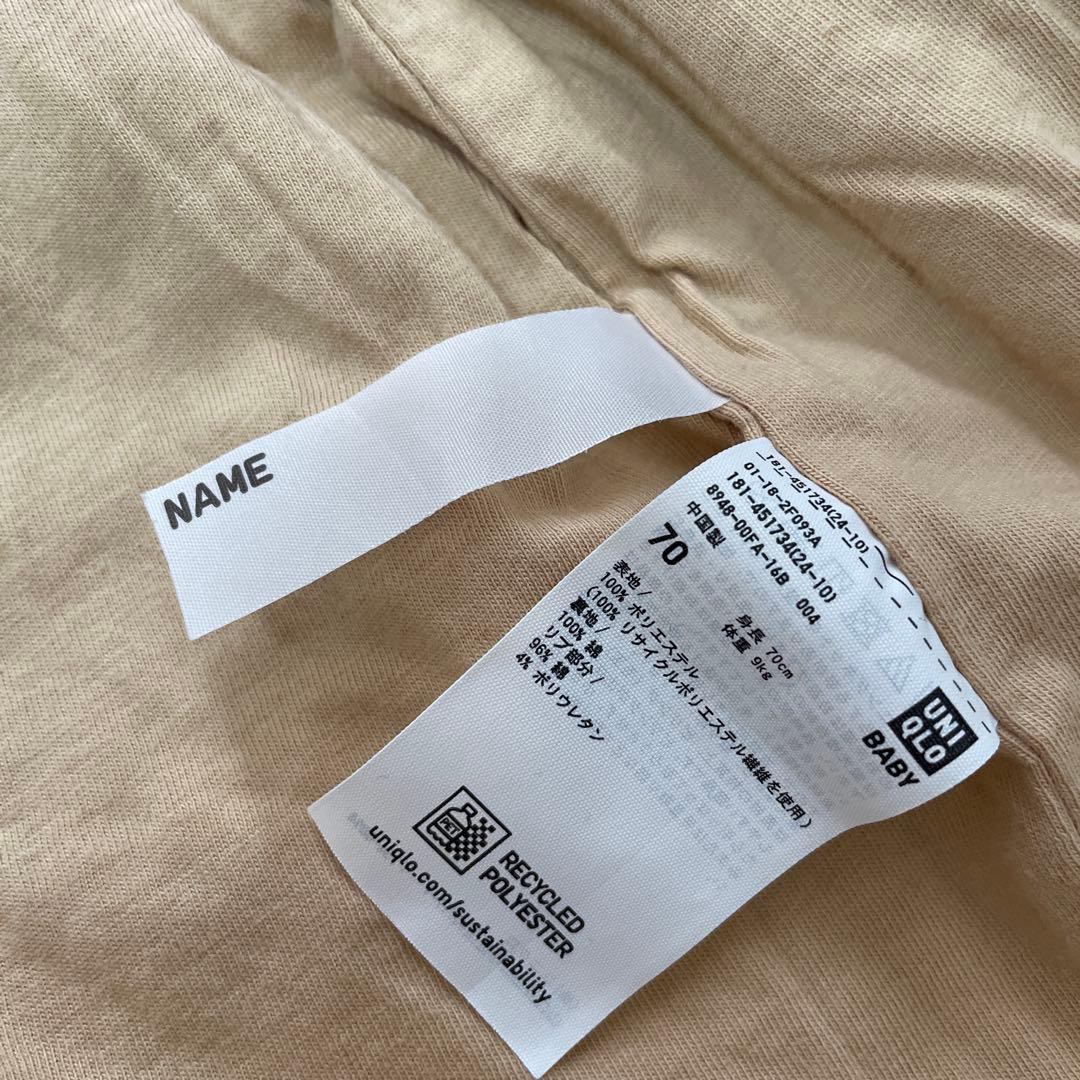 NAME
181-451734(24-10)
01-18-2F093A
181-451734(24-10)
8948-00FA-16B 004
中国製
70
身長 70cm
体重 9kg
表地/
100% ポリエステル
(100% リサイクルポリエステル繊維を使用)
裏地/
100% 綿
リブ部分/
96% 綿
4% ポリウレタン
UNI
QLO
BABY
PET
RECYCLED
POLYESTER
uniqlo.com/sustainability